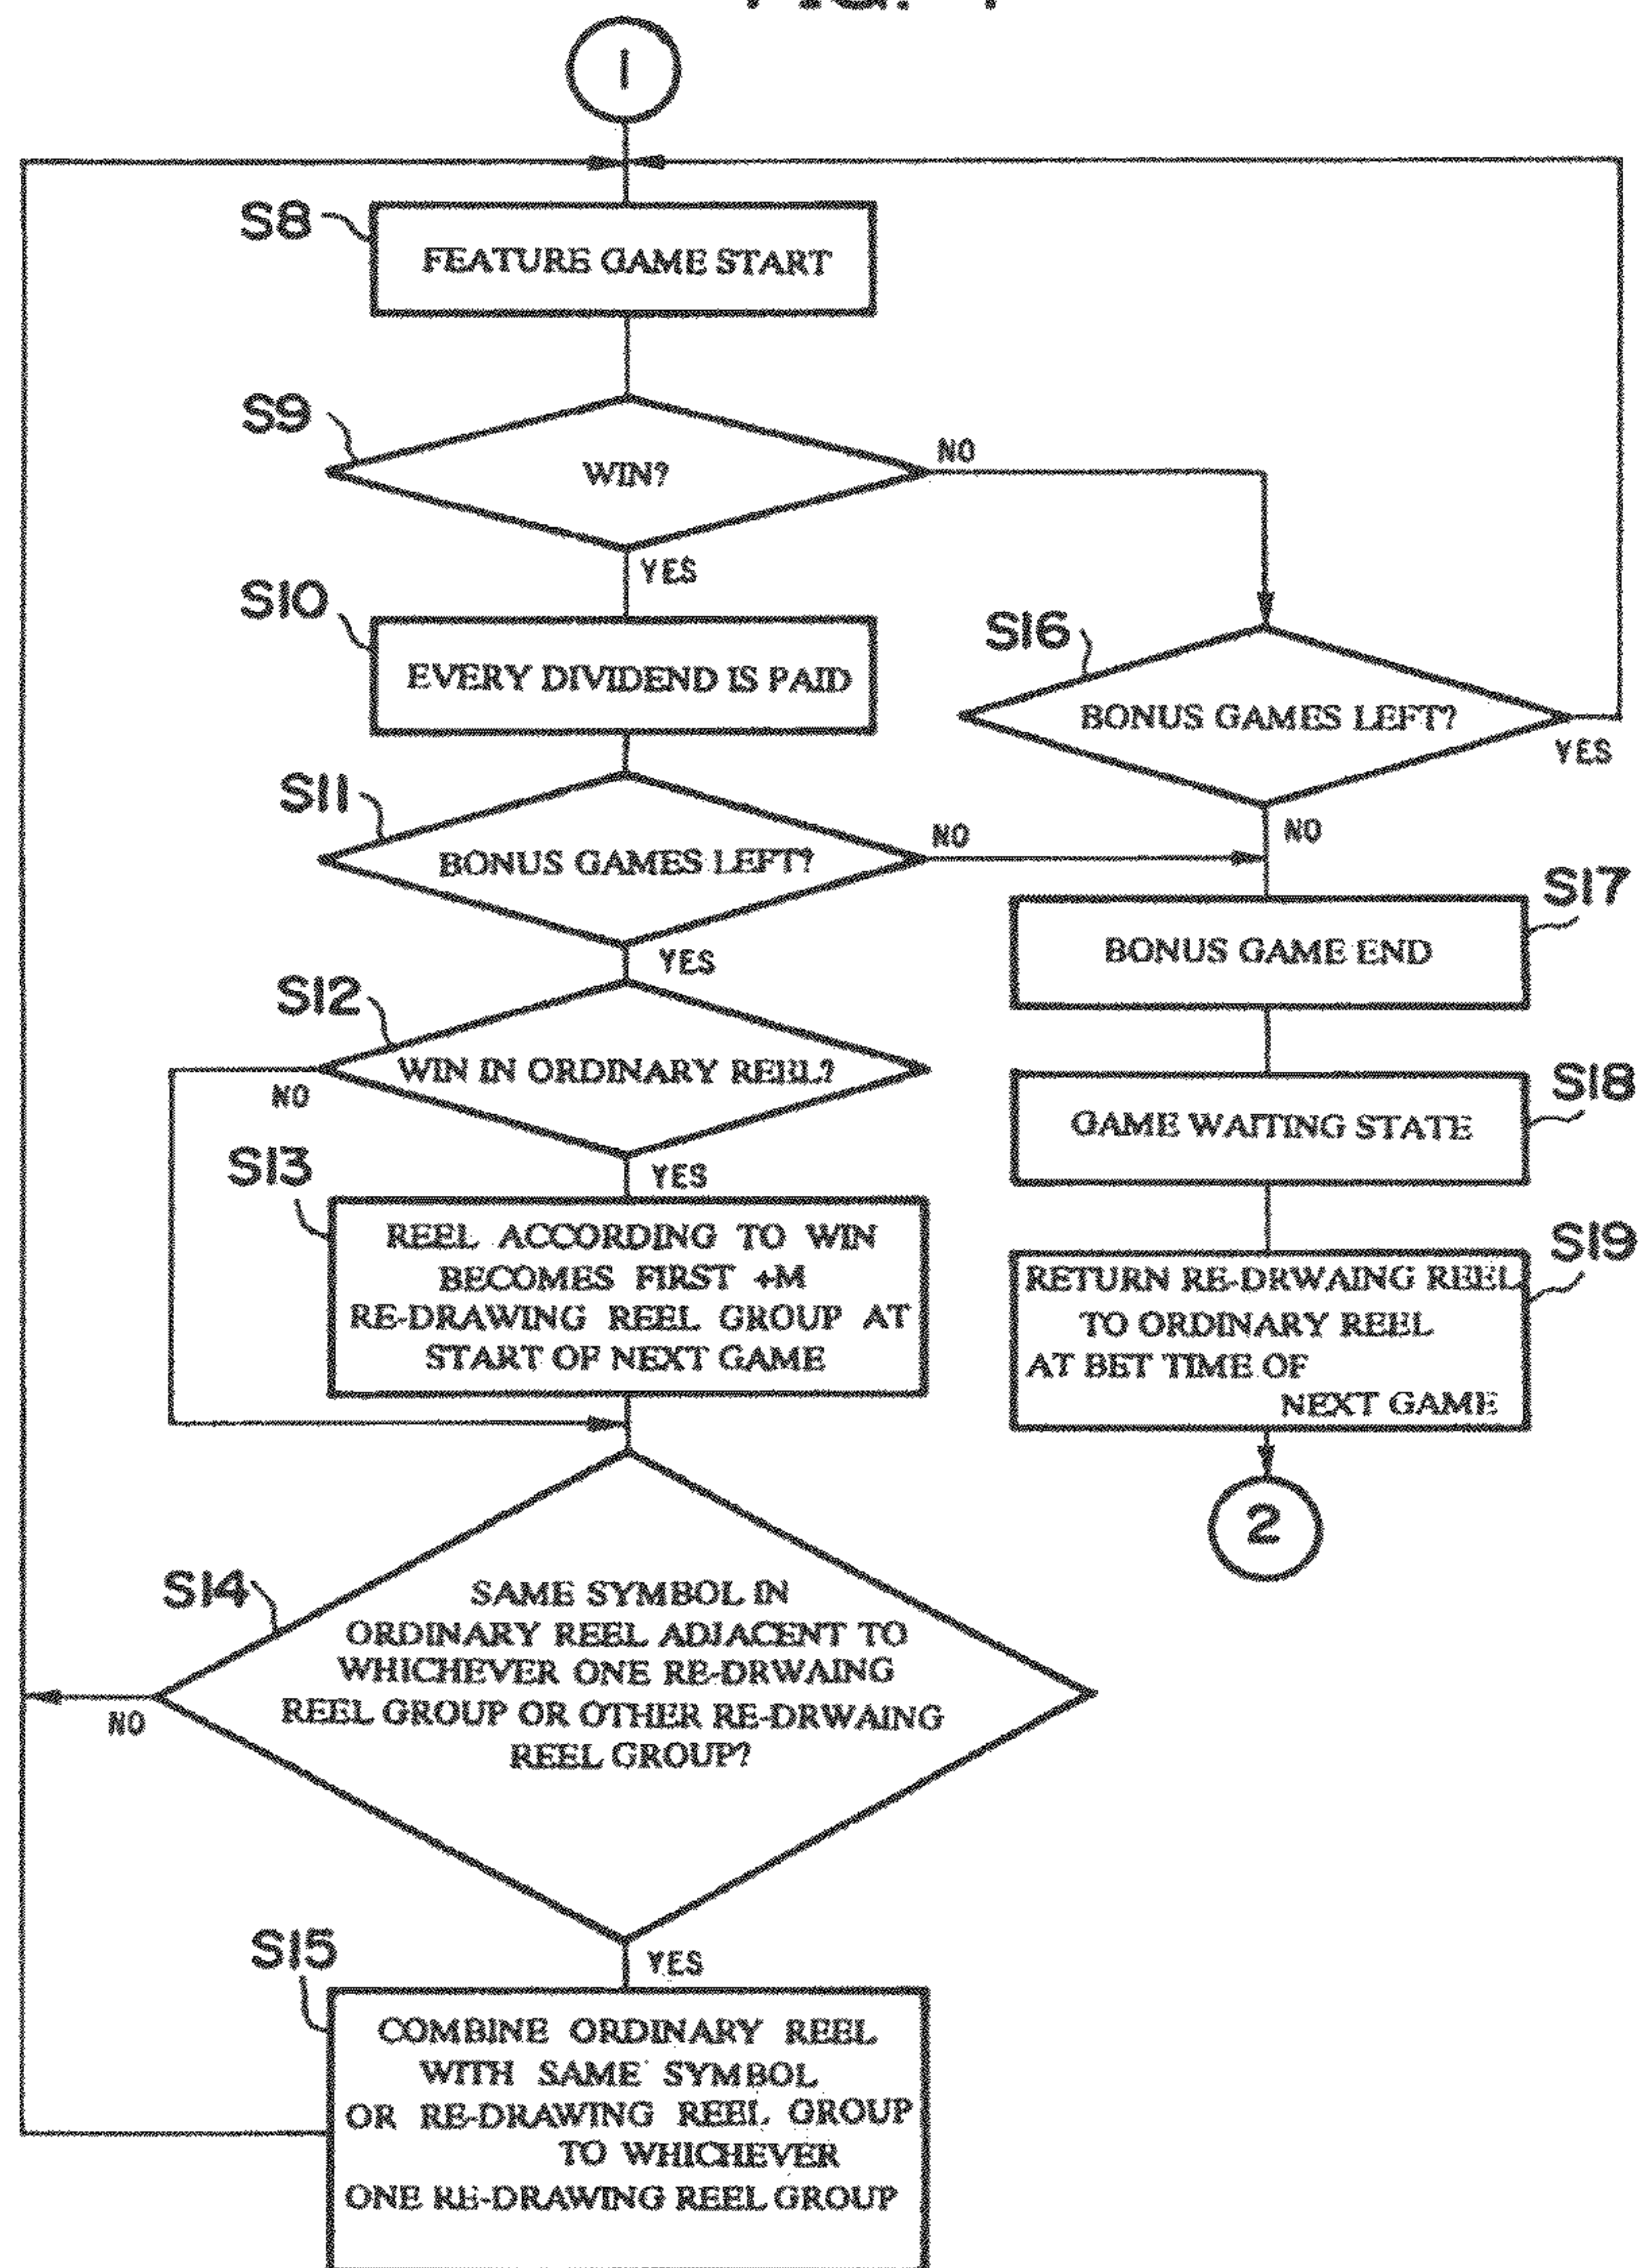 1
S8
FEATURE GAME START
S9
WIN?
NO
YES
S10
EVERY DIVIDEND IS PAID
S16
BONUS GAMES LEFT?
YES
NO
S11
BONUS GAMES LEFT?
NO
YES
S17
BONUS GAME END
S12
WIN IN ORDINARY REEL?
NO
YES
S18
GAME WAITING STATE
S13
REEL ACCORDING TO WIN
BECOMES FIRST +M
RE-DRAWING REEL GROUP AT
START OF NEXT GAME
S19
RETURN RE-DRWAING REEL
TO ORDINARY REEL
AT BET TIME OF
NEXT GAME
2
S14
SAME SYMBOL IN
ORDINARY REEL ADJACENT TO
WHICHEVER ONE RE-DRWAING
REEL GROUP OR OTHER RE-DRWAING
REEL GROUP?
NO
YES
S15
COMBINE ORDINARY REEL
WITH SAME SYMBOL
OR RE-DRAWING REEL GROUP
TO WHICHEVER
ONE RE-DRAWING REEL GROUP